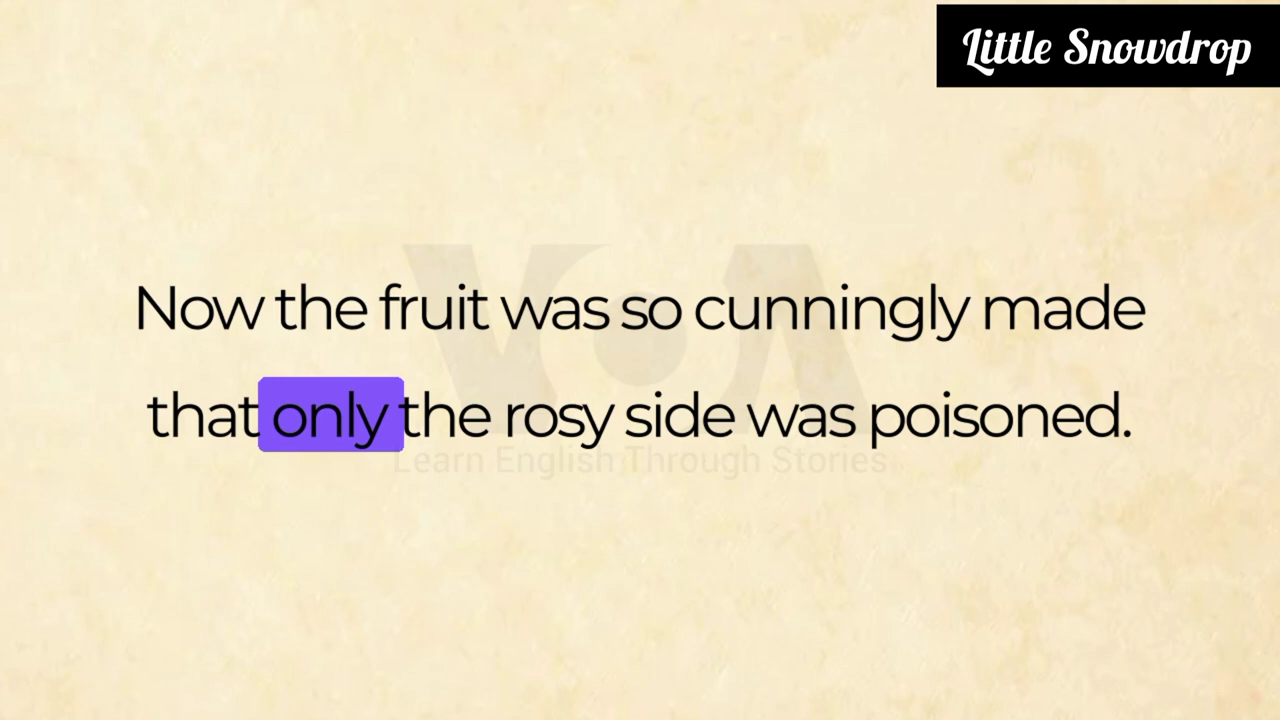 Little Snowdrop
VOA
Now the fruit was so cunningly made
that only the rosy side was poisoned.
Learn English Through Stories